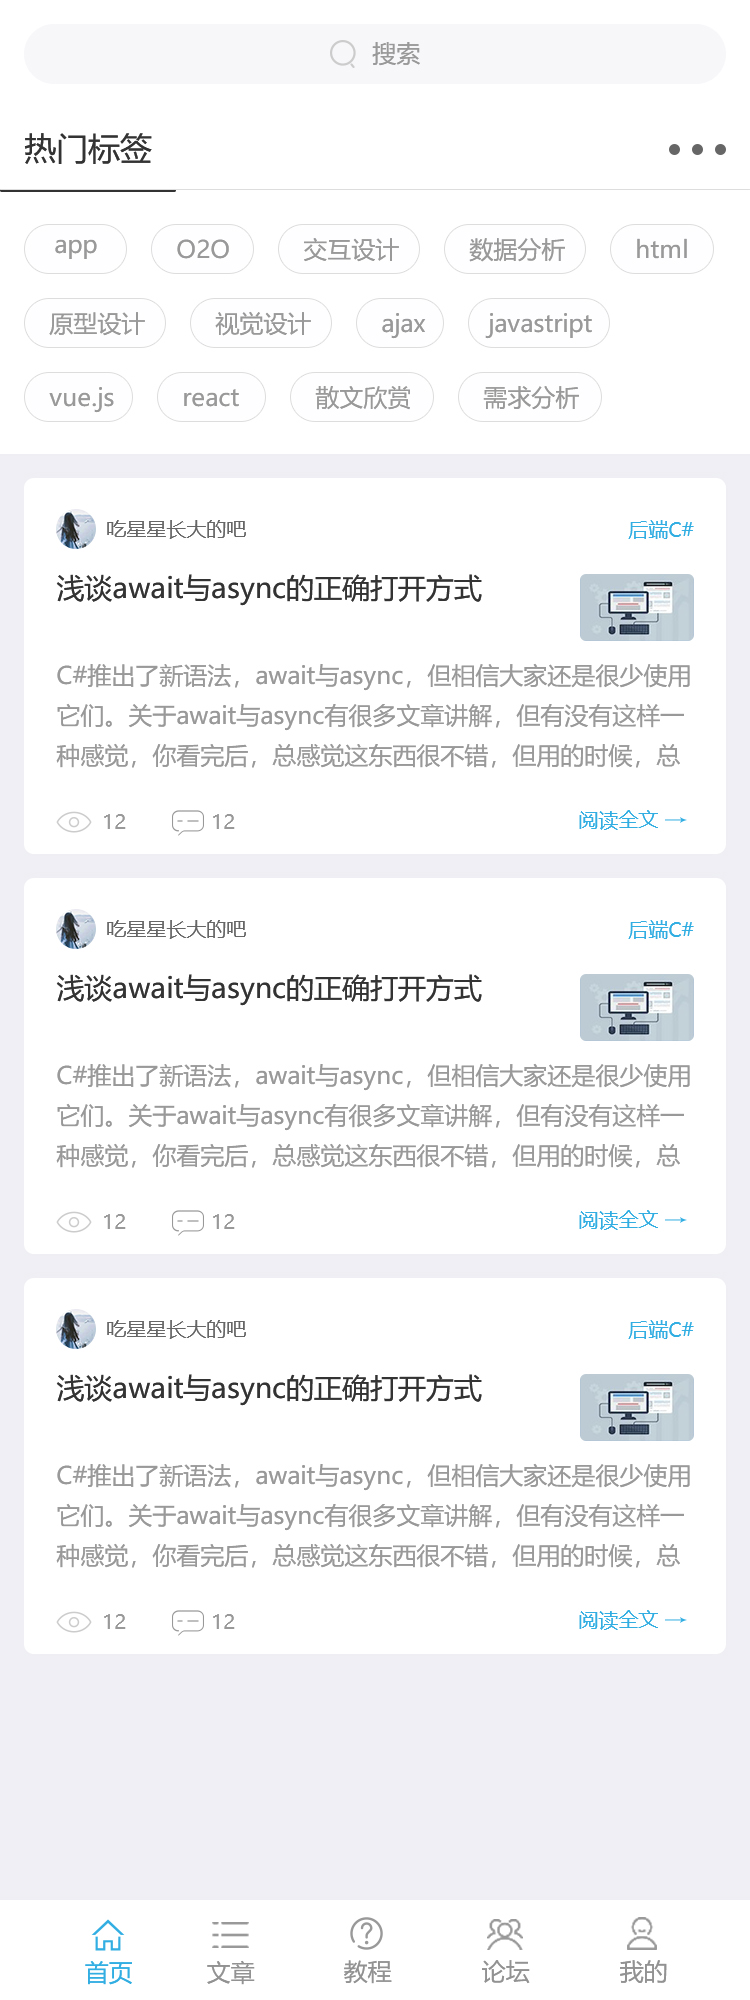 搜索
热门标签
app O2O 交互设计 数据分析 html
原型设计 视觉设计 ajax javastript
vue.js react 散文欣赏 需求分析
吃星星长大的吧 后端C#
浅谈await与async的正确打开方式
C#推出了新语法，await与async，但相信大家还是很少使用
它们。关于await与async有很多文章讲解，但有没有这样一
种感觉，你看完后，总感觉这东西很不错，但用的时候，总
12 12 阅读全文
吃星星长大的吧 后端C#
浅谈await与async的正确打开方式
C#推出了新语法，await与async，但相信大家还是很少使用
它们。关于await与async有很多文章讲解，但有没有这样一
种感觉，你看完后，总感觉这东西很不错，但用的时候，总
12 12 阅读全文
吃星星长大的吧 后端C#
浅谈await与async的正确打开方式
C#推出了新语法，await与async，但相信大家还是很少使用
它们。关于await与async有很多文章讲解，但有没有这样一
种感觉，你看完后，总感觉这东西很不错，但用的时候，总
12 12 阅读全文
首页 文章 教程 论坛 我的